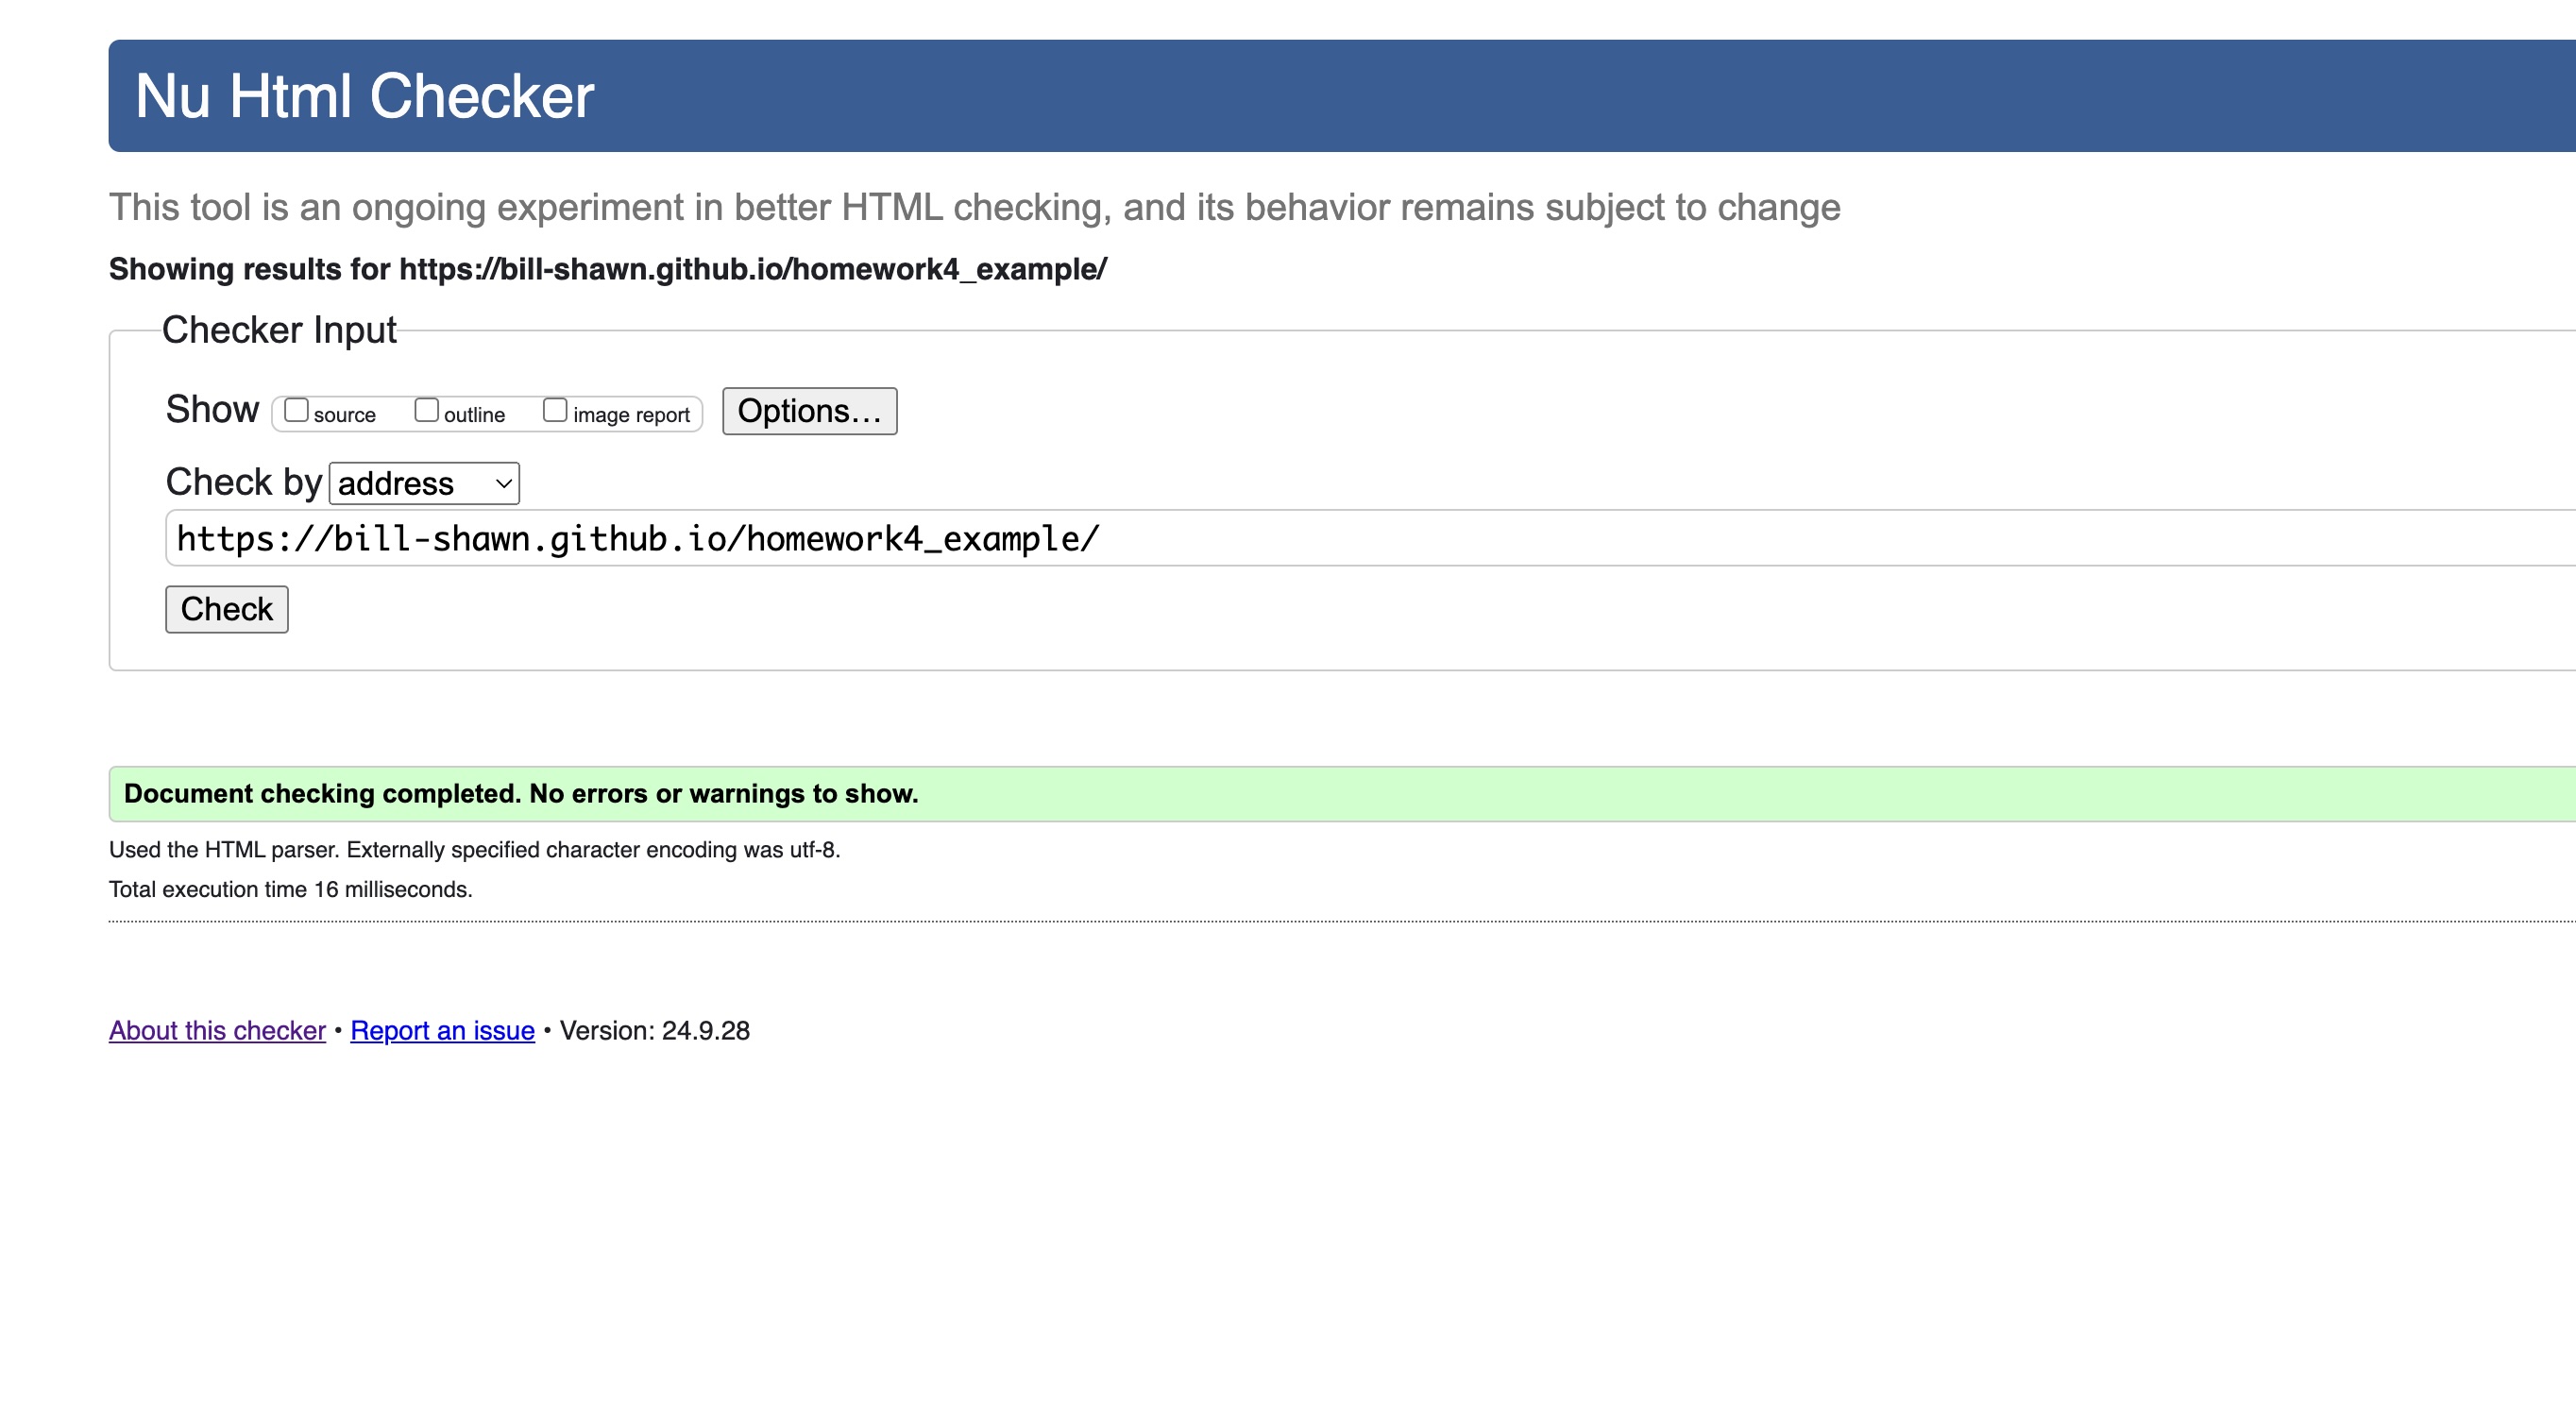 Nu Html Checker
This tool is an ongoing experiment in better HTML checking, and its behavior remains subject to change
Showing results for https://bill-shawn.github.io/homework4_example/
Checker Input
Show source outline image report Options…
Check by address
https://bill-shawn.github.io/homework4_example/
Check
Document checking completed. No errors or warnings to show.
Used the HTML parser. Externally specified character encoding was utf-8.
Total execution time 16 milliseconds.
About this checker • Report an issue • Version: 24.9.28